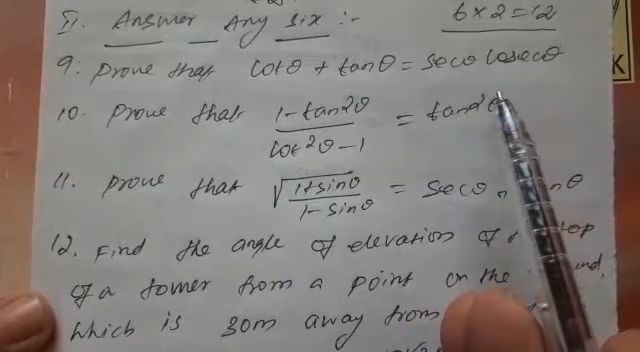 II. Answer Any six :- 6 x 2 = 12
9. Prove that cotθ + tanθ = secθ cosecθ
10. Prove that 1 - tan²θ / cot²θ - 1 = tan²θ
11. Prove that √1+sinθ / 1- sinθ = secθ
12. Find the angle of elevation of top
of a tower from a point on the
which is 30m away from
K